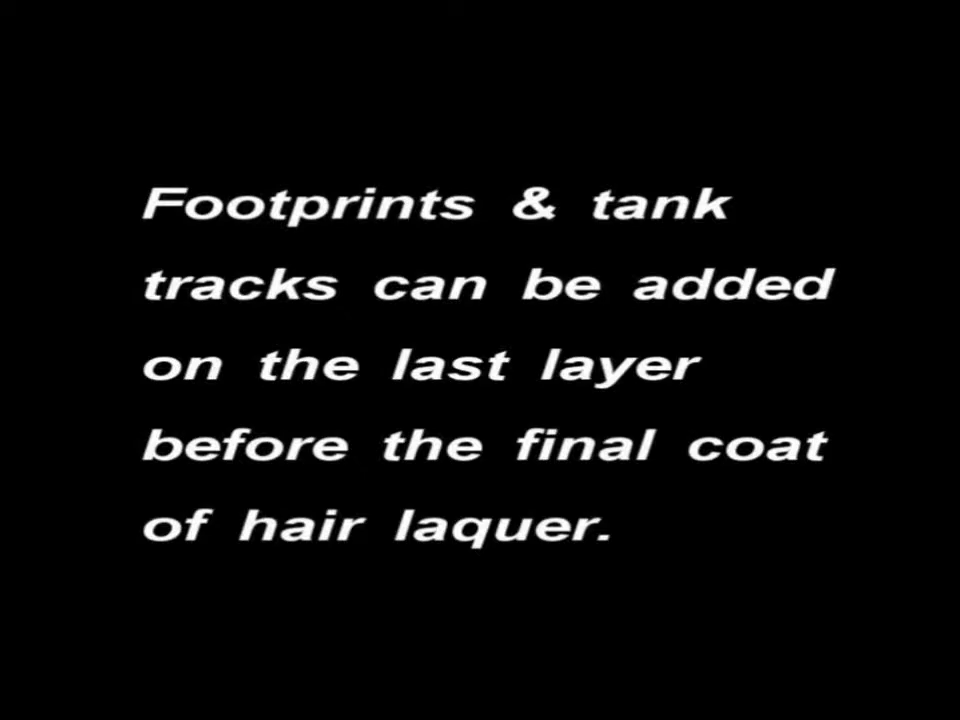 Footprints & tank
tracks can be added
on the last layer
before the final coat
of hair laquer.